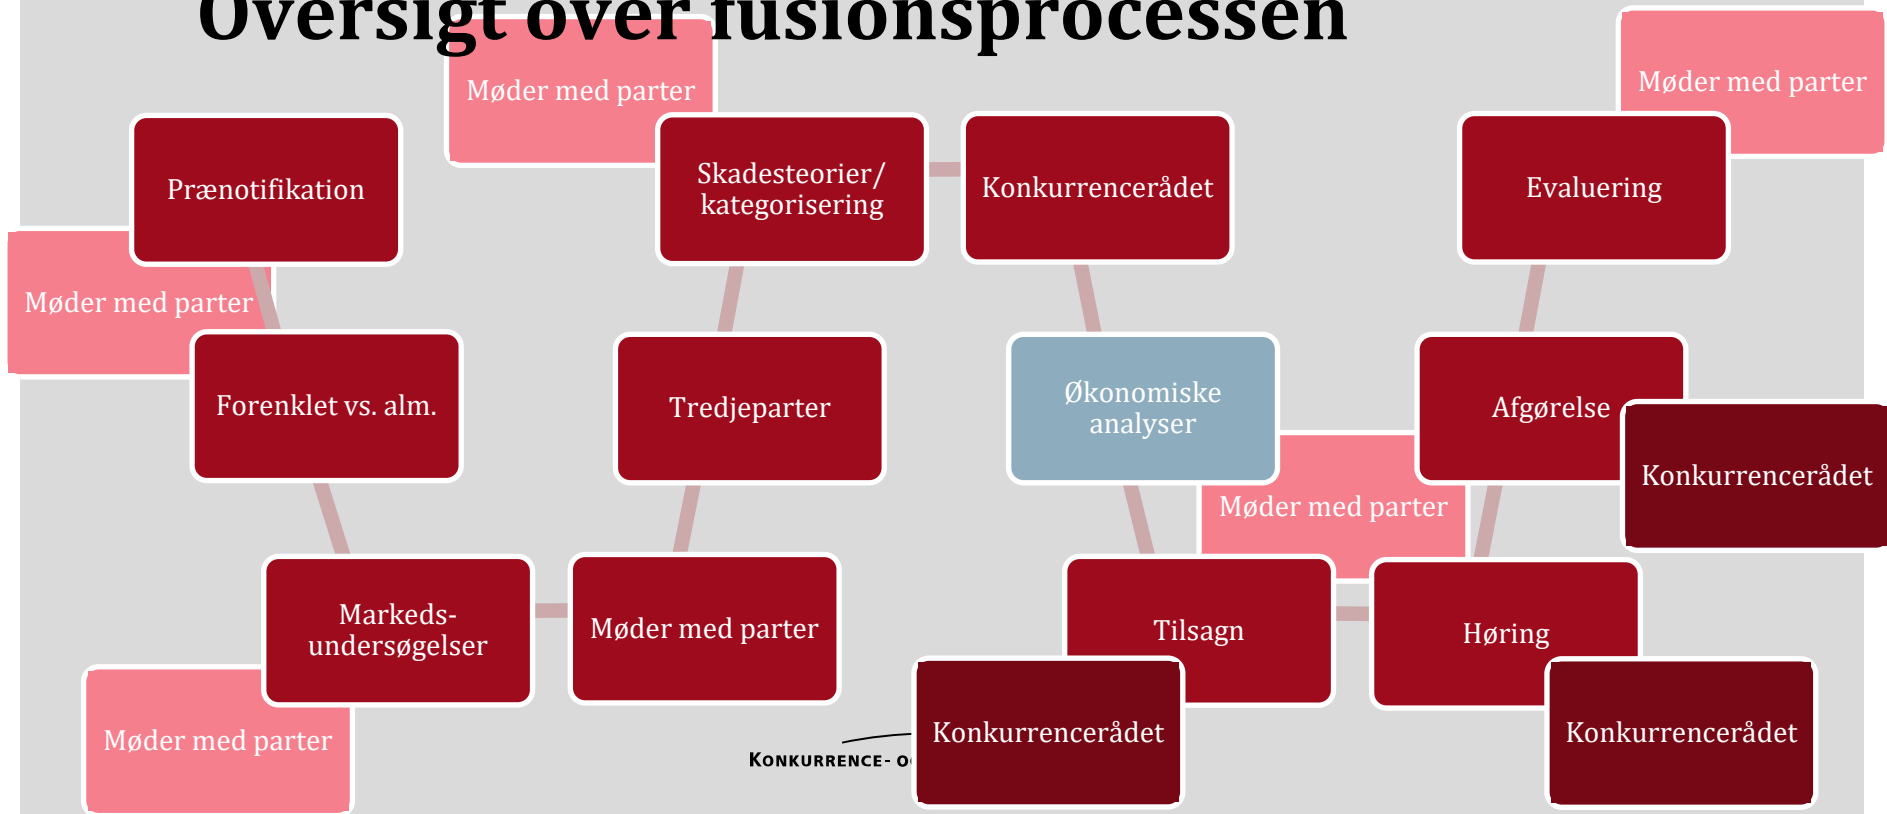 Oversigt over fusionsprocessen
Møder med parter
Møder med parter
Prænotifikation
Skadesteorier/
kategorisering
Konkurrencerådet
Evaluering
Møder med parter
Forenklet vs. alm.
Tredjeparter
Økonomiske
analyser
Afgørelse
Konkurrencerådet
Møder med parter
Markeds-
undersøgelser
Møder med parter
Tilsagn
Høring
Møder med parter
Konkurrencerådet
Konkurrencerådet
KONKURRENCE-